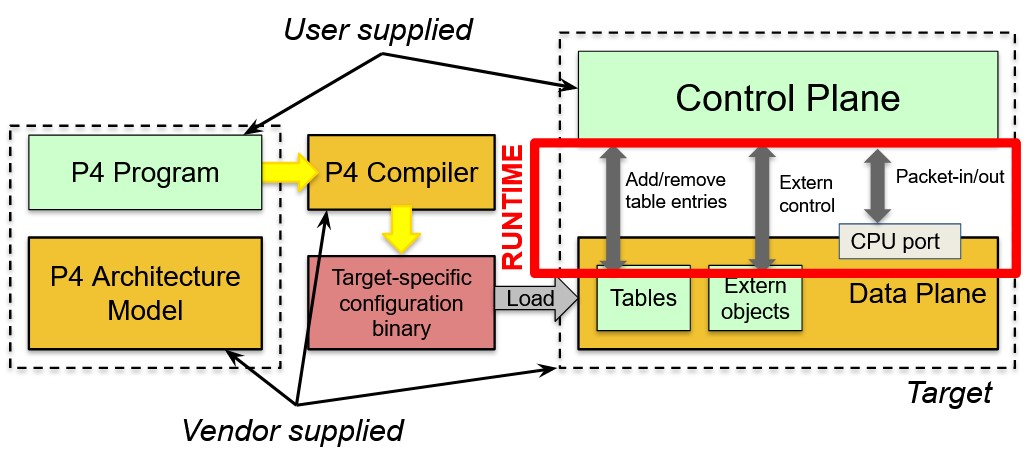 User supplied
Control Plane
P4 Program
P4 Compiler
RUNTIME
Add/remove
table entries
Extern
control
Packet-in/out
CPU port
P4 Architecture
Model
Target-specific
configuration
binary
Load
Tables
Extern
objects
Data Plane
Target
Vendor supplied